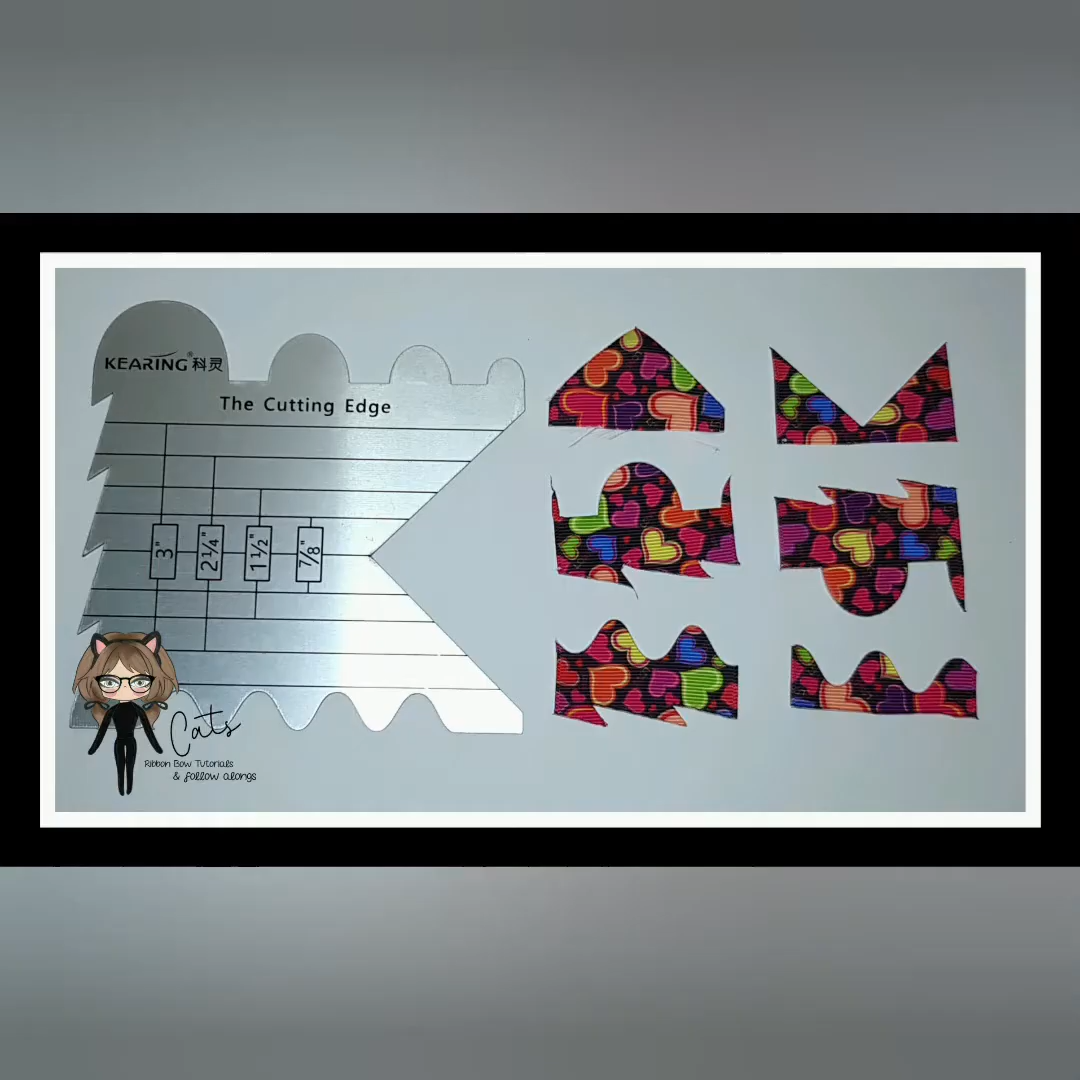 KEARING® 科灵
The Cutting Edge
3"
2¼"
1½"
⅞"
Cats
Ribbon Bow Tutorials
& follow alongs